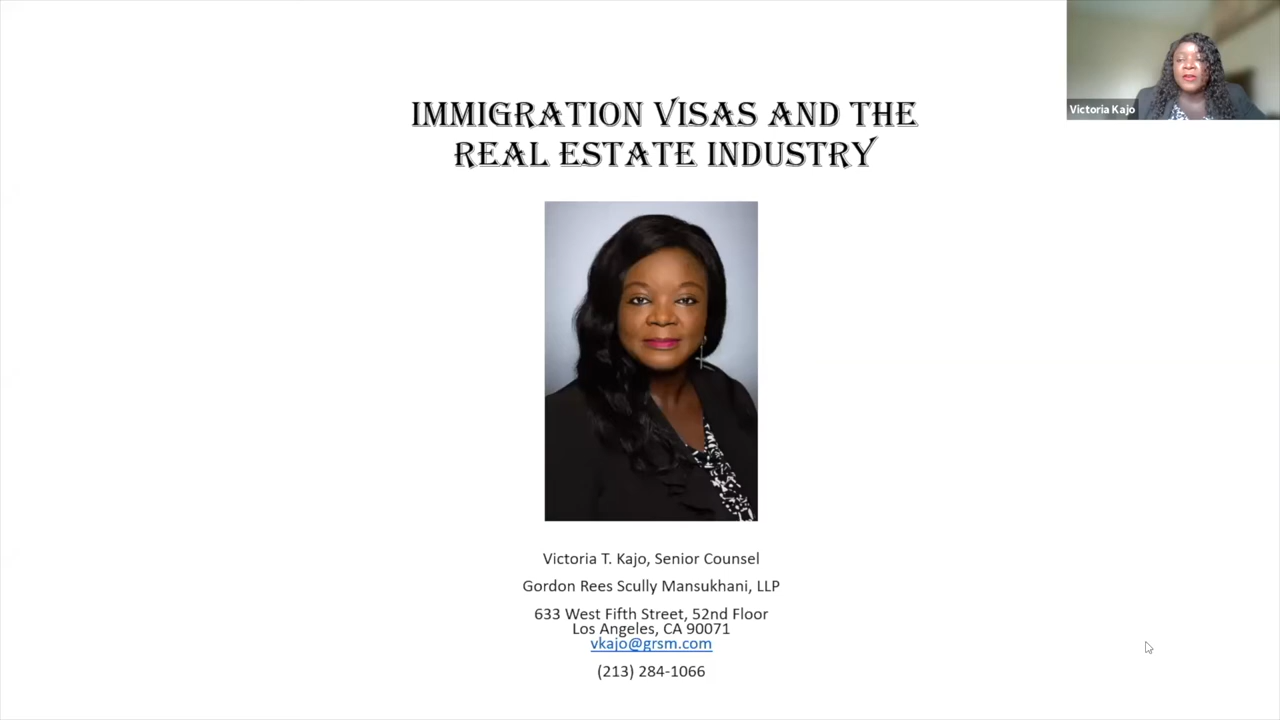 IMMIGRATION VISAS AND THE
REAL ESTATE INDUSTRY
Victoria Kajo
Victoria T. Kajo, Senior Counsel
Gordon Rees Scully Mansukhani, LLP
633 West Fifth Street, 52nd Floor
Los Angeles, CA 90071
vkajo@grsm.com
(213) 284-1066